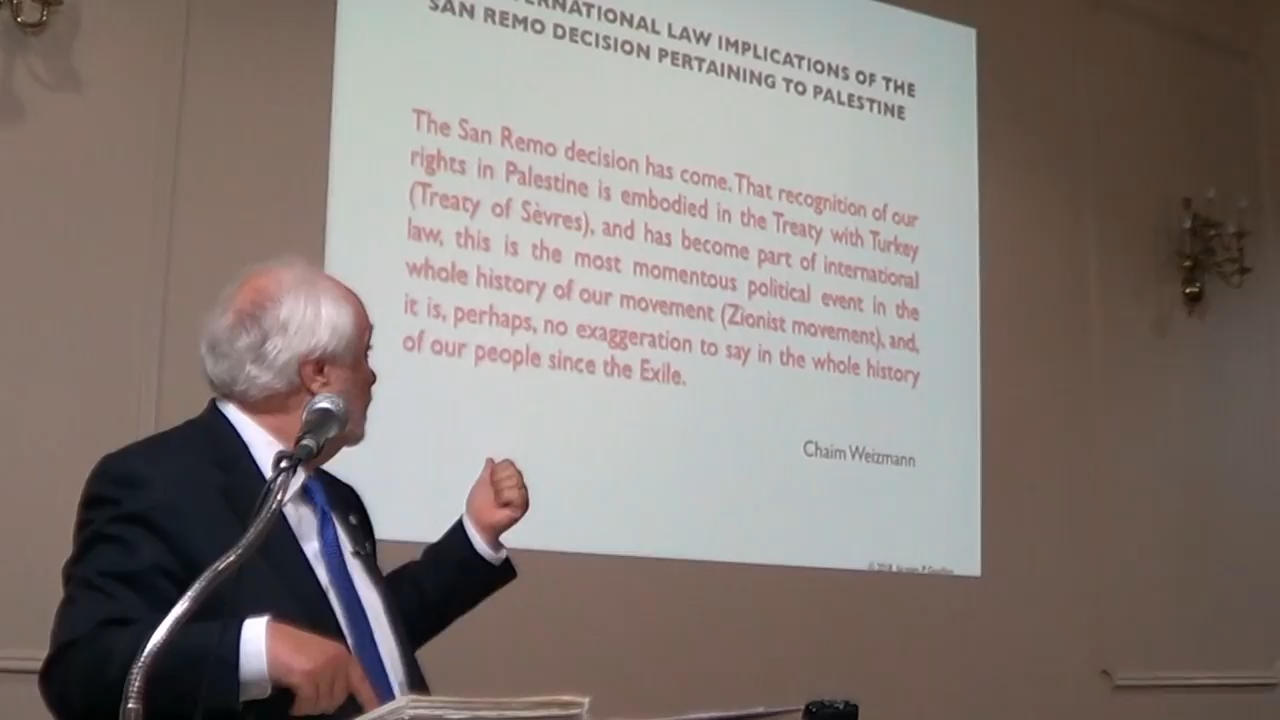 INTERNATIONAL LAW IMPLICATIONS OF THE
SAN REMO DECISION PERTAINING TO PALESTINE
The San Remo decision has come. That recognition of our
rights in Palestine is embodied in the Treaty with Turkey
(Treaty of Sèvres), and has become part of international
law, this is the most momentous political event in the
whole history of our movement (Zionist movement), and,
it is, perhaps, no exaggeration to say in the whole history
of our people since the Exile.
Chaim Weizmann